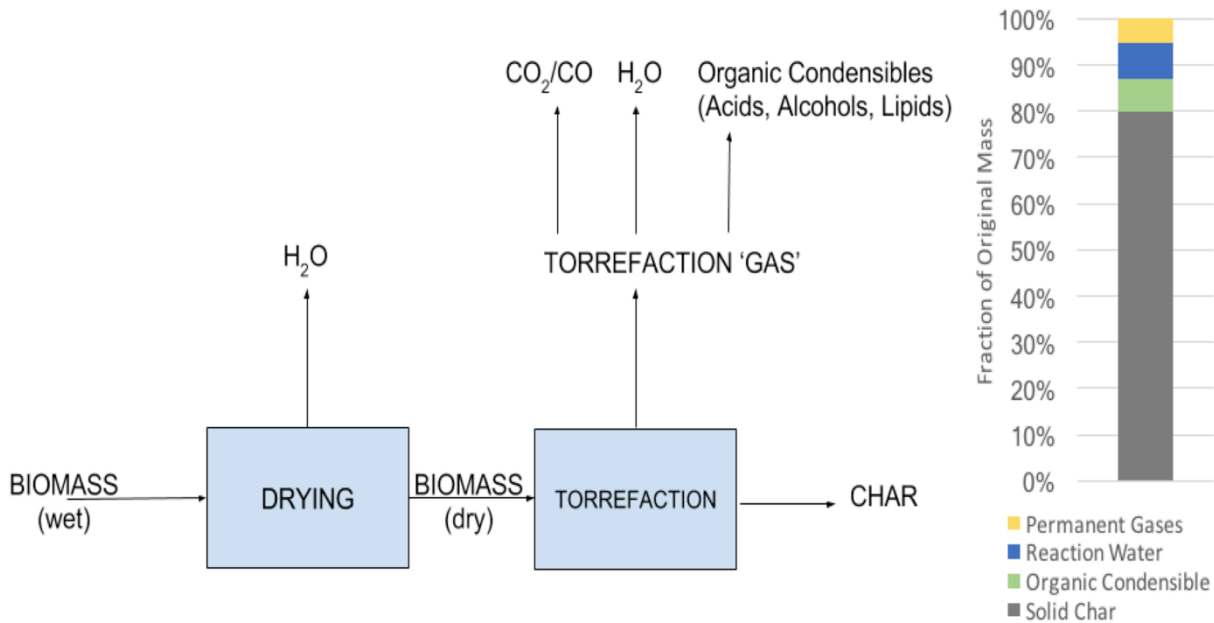 CO₂/CO
H₂O
Organic Condensibles
(Acids, Alcohols, Lipids)
H₂O
TORREFACTION ‘GAS’
BIOMASS
(wet)
DRYING
BIOMASS
(dry)
TORREFACTION
CHAR
Fraction of Original Mass
100%
90%
80%
70%
60%
50%
40%
30%
20%
10%
0%
Permanent Gases
Reaction Water
Organic Condensible
Solid Char